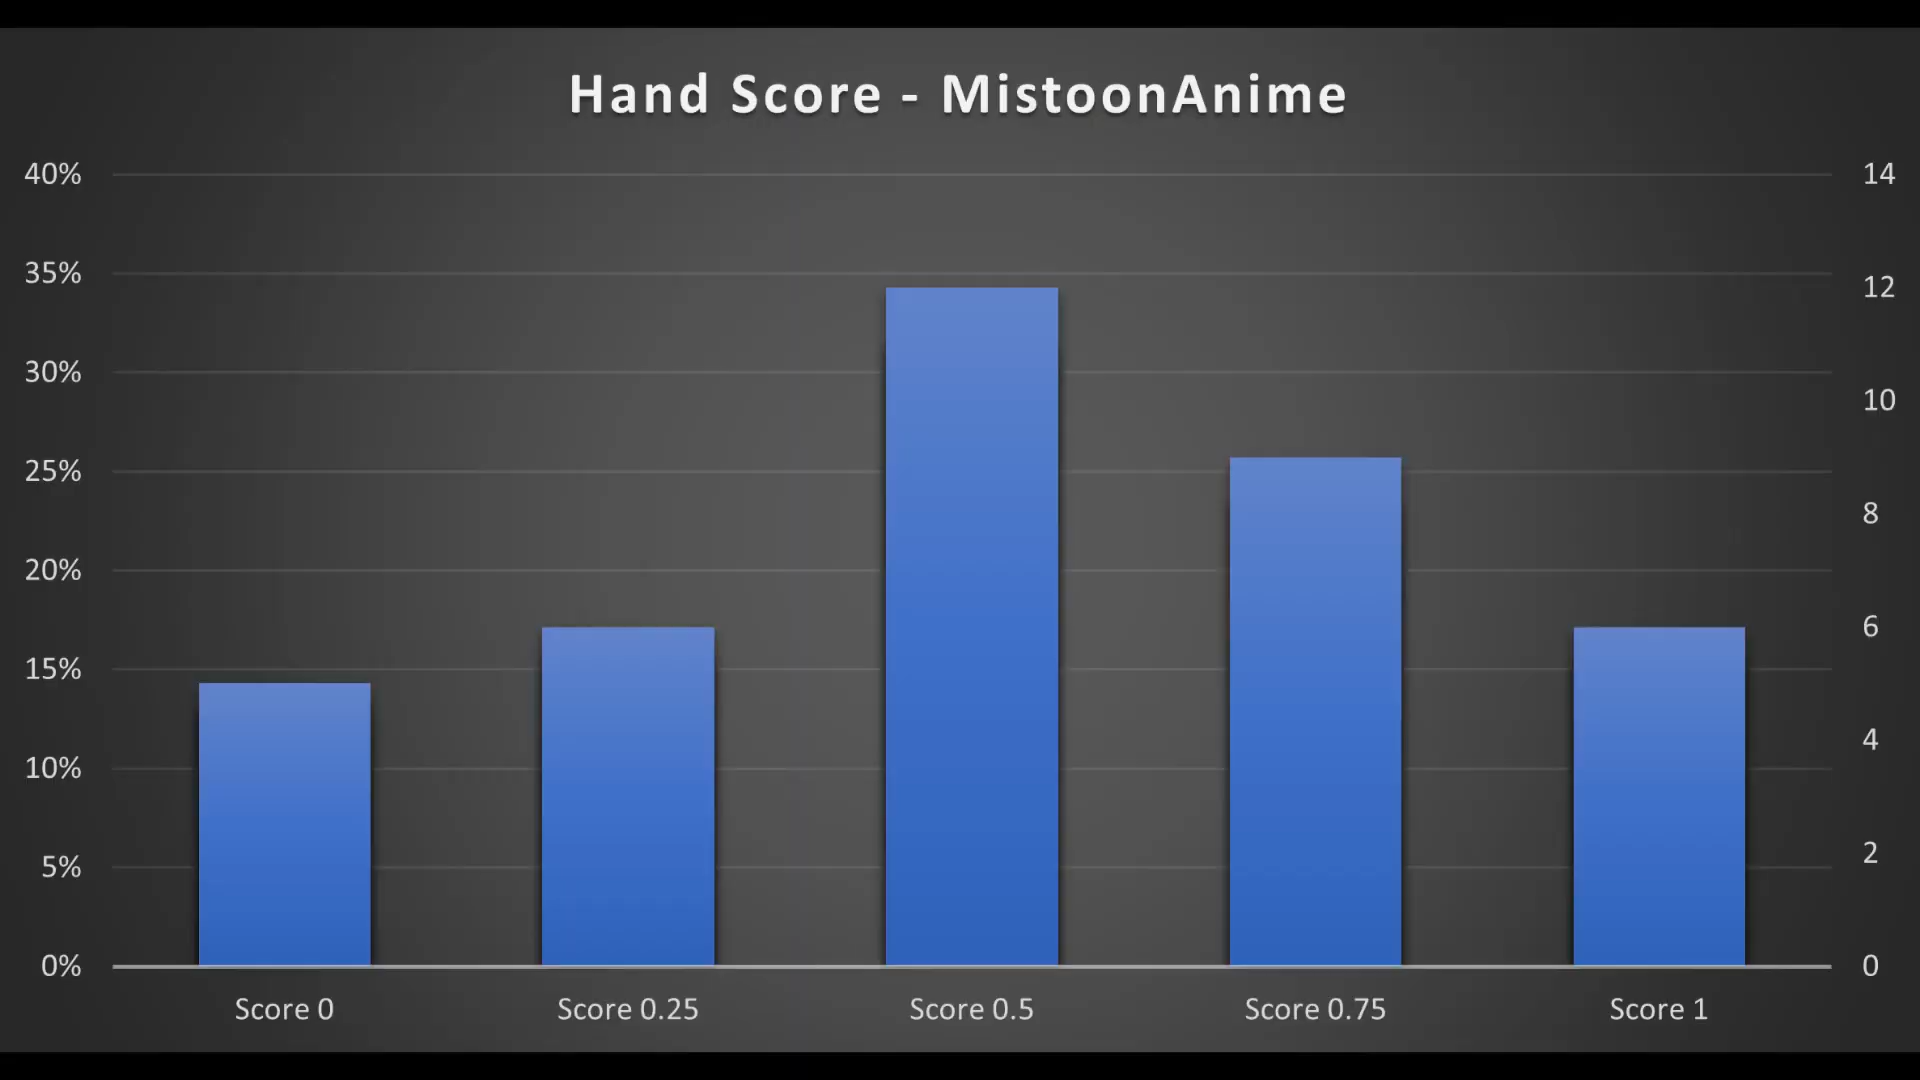 Hand Score - MistoonAnime
40%
14
35%
12
30%
10
25%
8
20%
6
15%
4
10%
2
5%
0%
0
Score 0
Score 0.25
Score 0.5
Score 0.75
Score 1